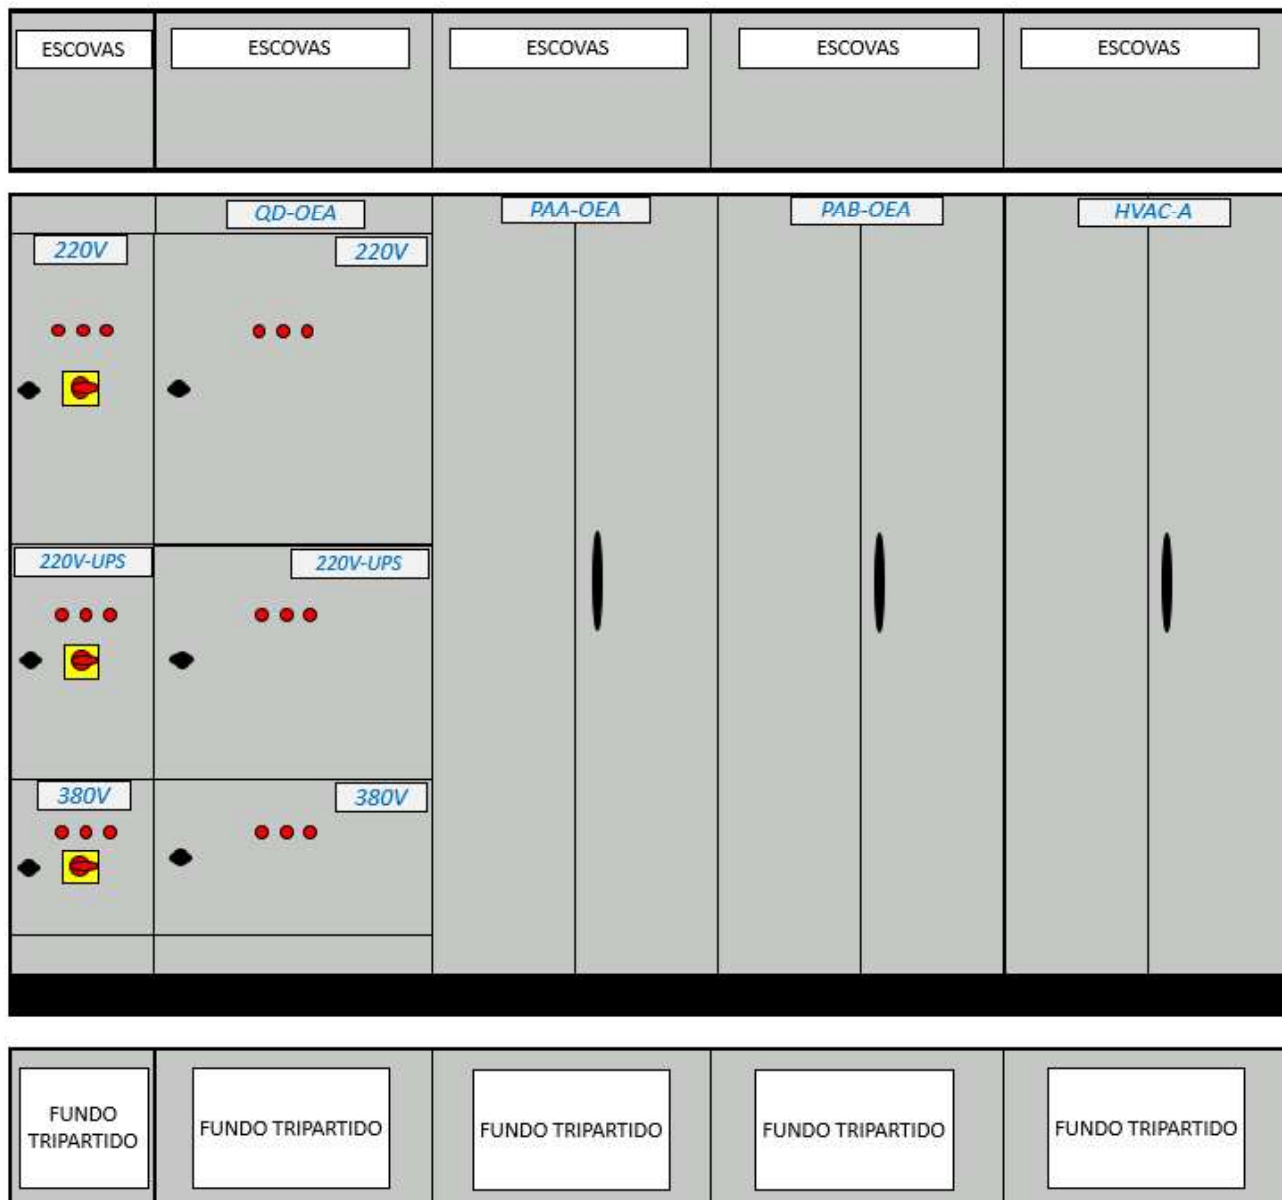 ESCOVAS
ESCOVAS
ESCOVAS
ESCOVAS
ESCOVAS
QD-OEA
PAA-OEA
PAB-OEA
HVAC-A
220V
220V
220V-UPS
220V-UPS
380V
380V
FUNDO
TRIPARTIDO
FUNDO TRIPARTIDO
FUNDO TRIPARTIDO
FUNDO TRIPARTIDO
FUNDO TRIPARTIDO